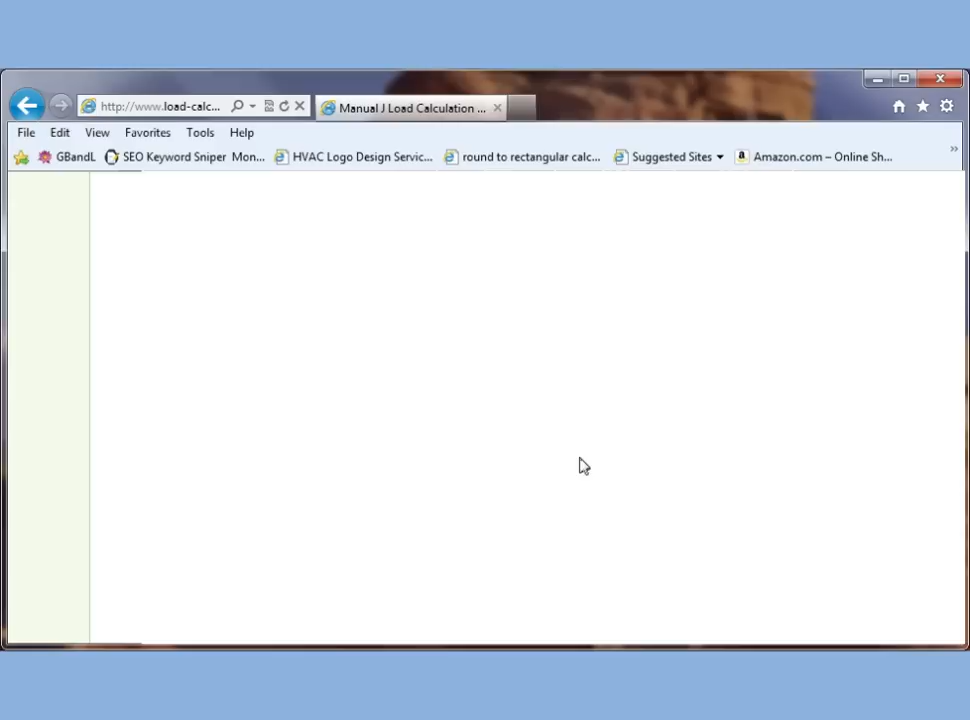 http://www.load-calc...
Manual J Load Calculation ...
File Edit View Favorites Tools Help
GBandL SEO Keyword Sniper Mon... HVAC Logo Design Servic... round to rectangular calc... Suggested Sites a Amazon.com – Online Sh... »